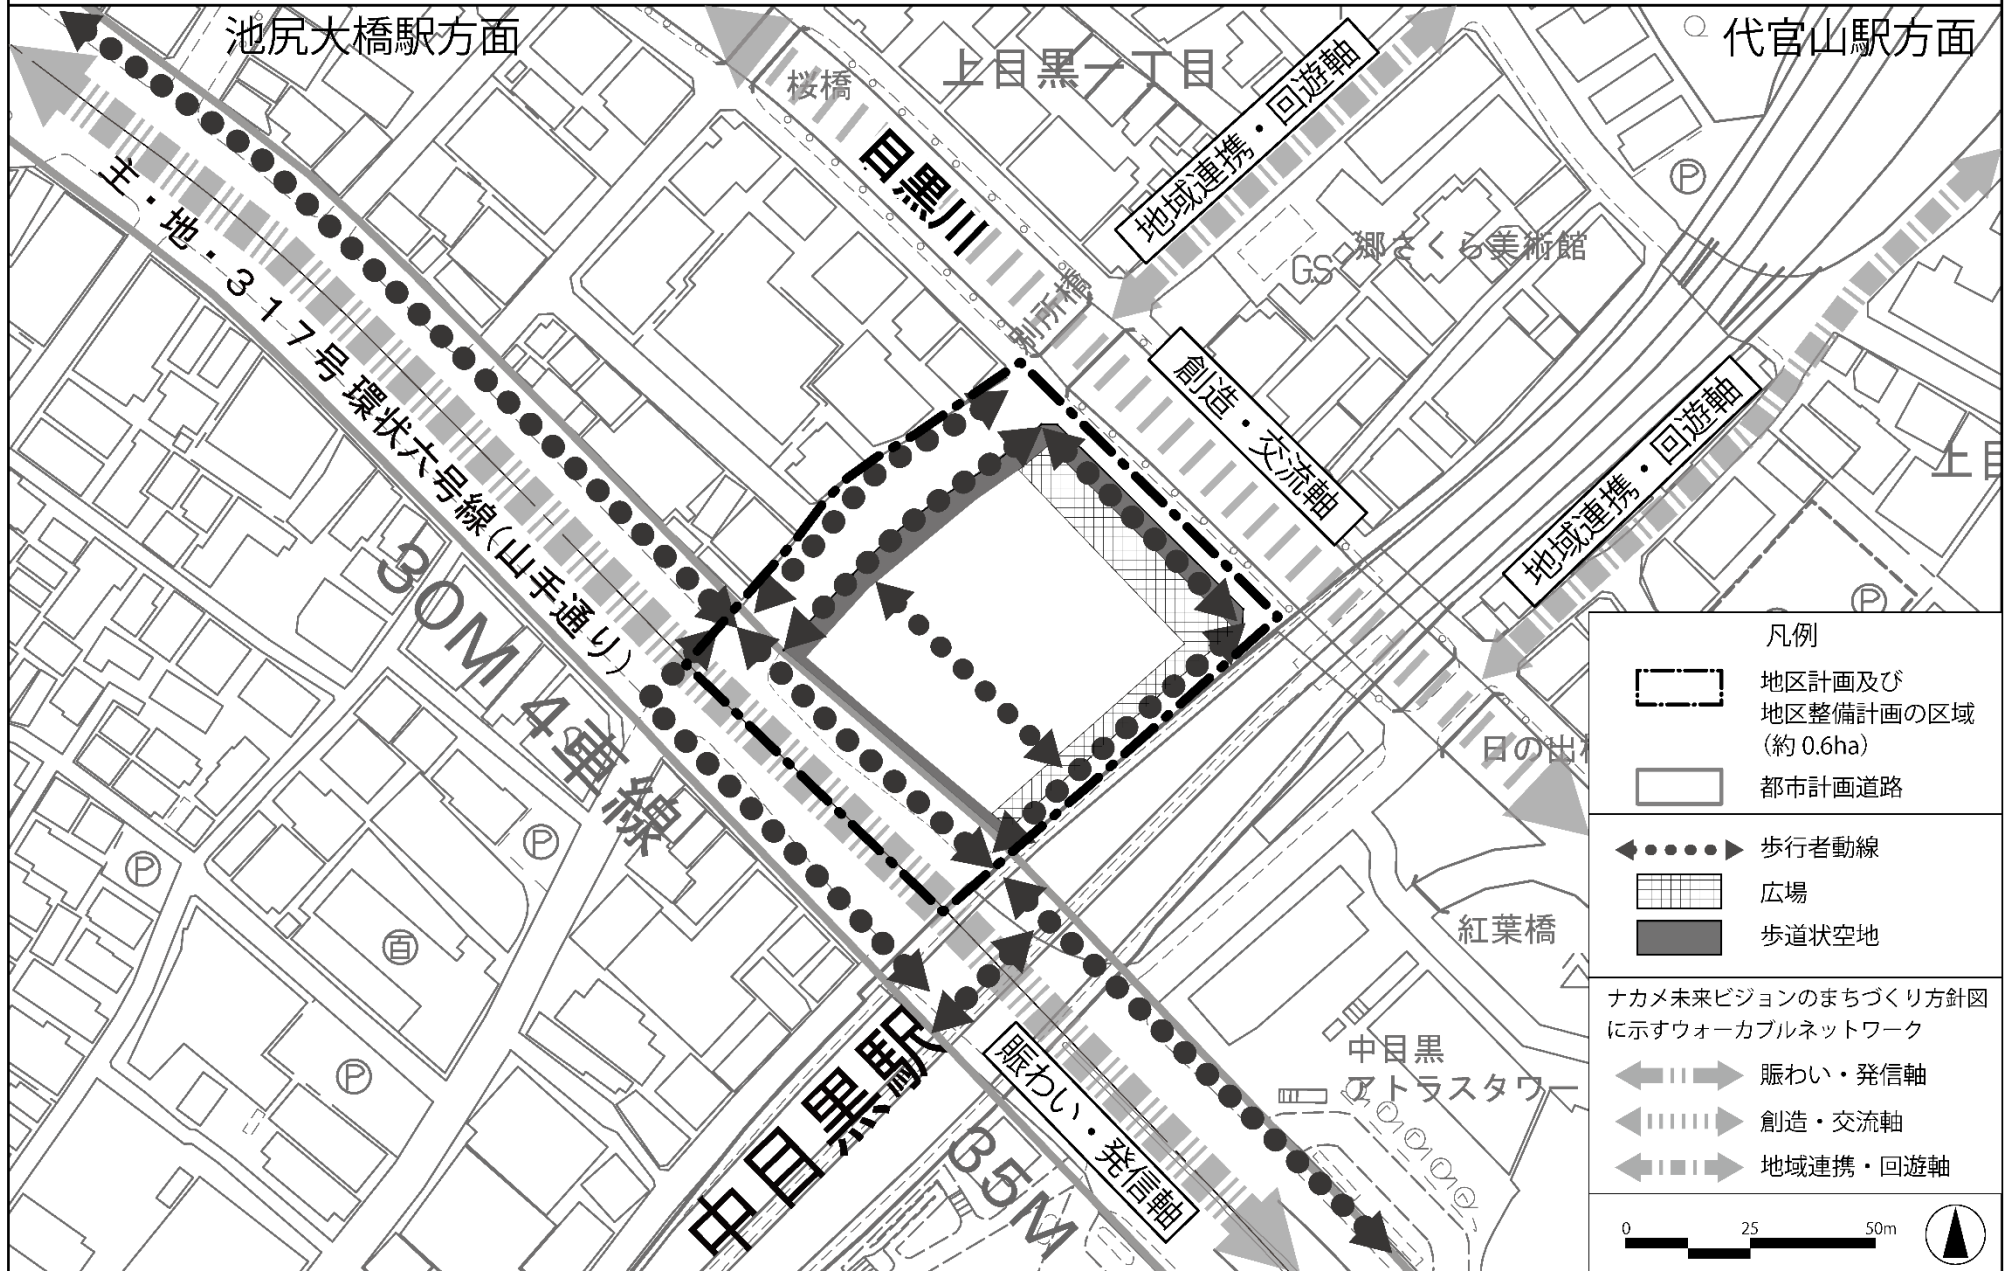 池尻大橋駅方面
代官山駅方面
上目黒一丁目
桜橋
目黒川
地域連携・回遊軸
郷さくら美術館
GS
P
別所橋
主・地・317号環状六号線(山手通り)
30M 4車線
創造・交流軸
地域連携・回遊軸
P
P
P
百
P
紅葉橋
中目黒
アトラスタワー
中目黒駅
35M
賑わい・発信軸
凡例
地区計画及び
地区整備計画の区域
(約 0.6ha)
都市計画道路
歩行者動線
広場
歩道状空地
ナカメ未来ビジョンのまちづくり方針図
に示すウォーカブルネットワーク
賑わい・発信軸
創造・交流軸
地域連携・回遊軸
0 25 50m